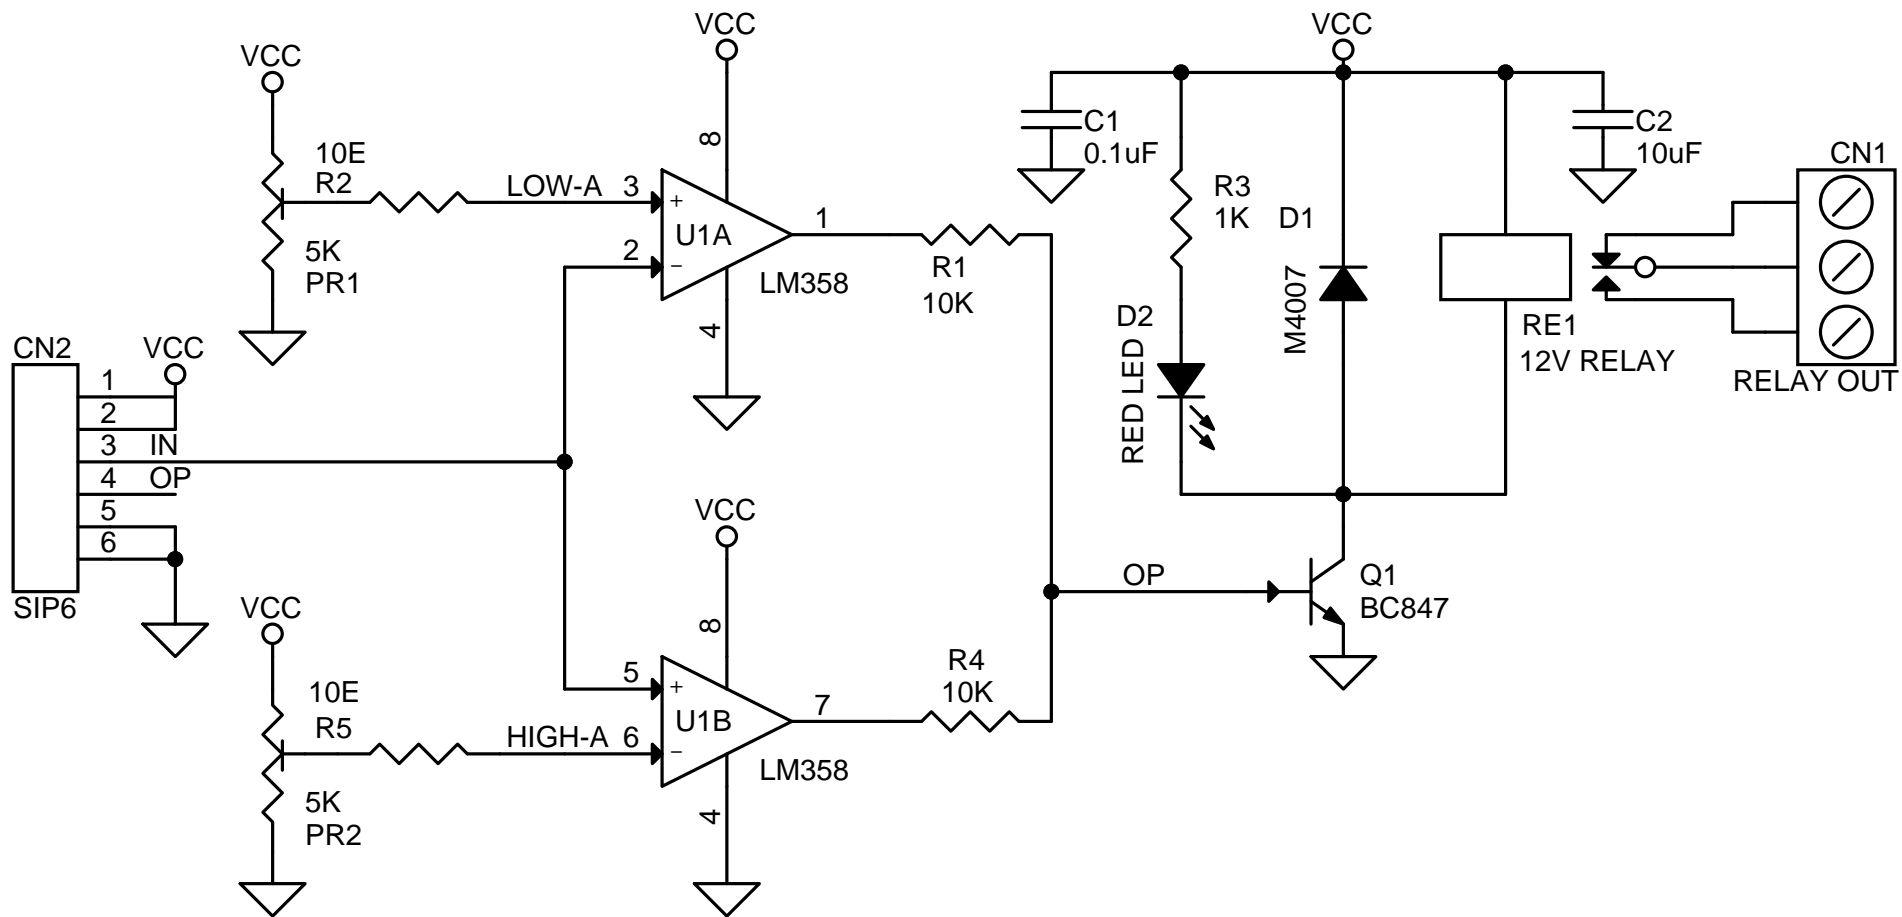 VCC
10E
R2
5K
PR1
LOW-A
3
2
+
−
U1A
8
4
1
LM358
VCC
R1
10K
CN2
VCC
1
2
3
IN
4
OP
5
6
SIP6
VCC
10E
R5
5K
PR2
HIGH-A
5
6
+
−
U1B
VCC
8
4
7
LM358
R4
10K
VCC
C1
0.1uF
R3
1K
D1
M4007
D2
RED LED
C2
10uF
RE1
12V RELAY
CN1
RELAY OUT
OP
Q1
BC847